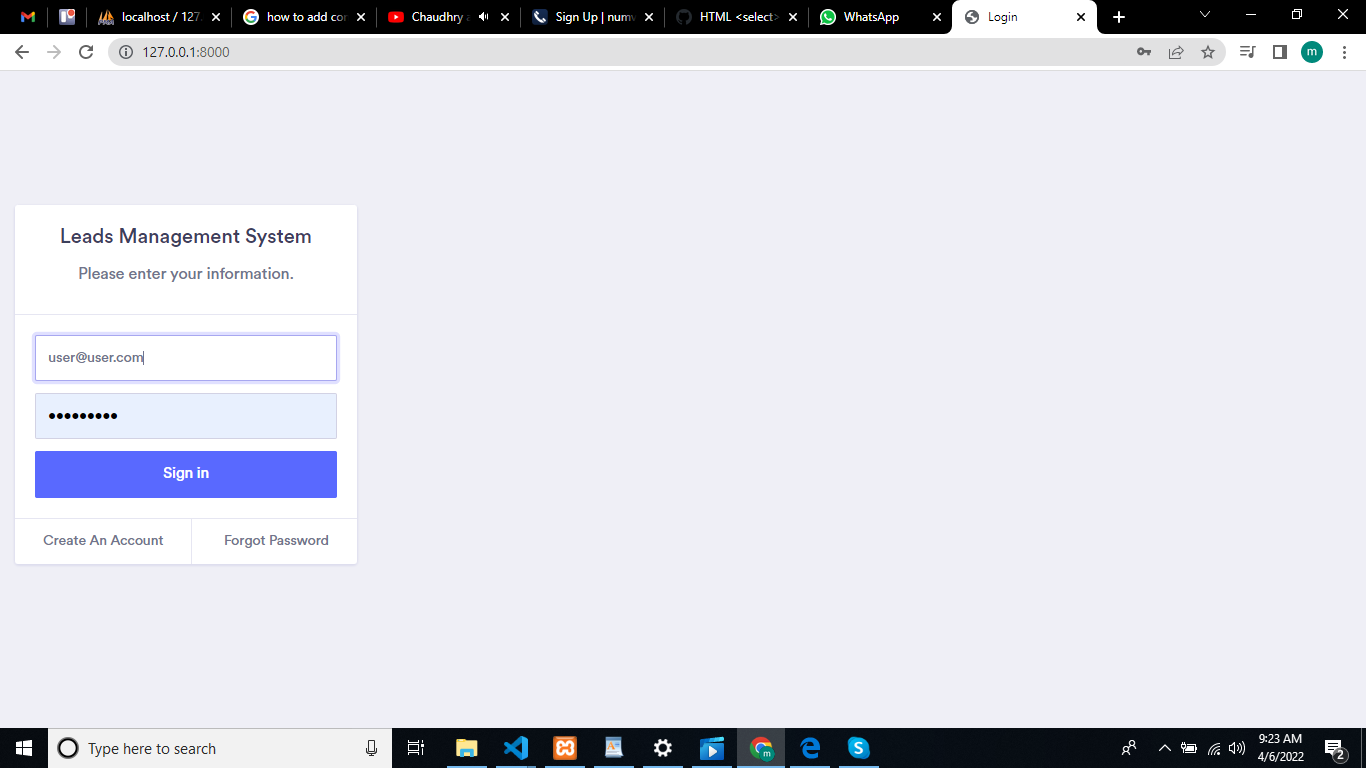 localhost / 127.
how to add cor
Chaudhry a
Sign Up | numv
HTML <select>
WhatsApp
Login
127.0.0.1:8000
m
Leads Management System
Please enter your information.
user@user.com
Sign in
Create An Account
Forgot Password
Type here to search
m
9:23 AM
4/6/2022
2